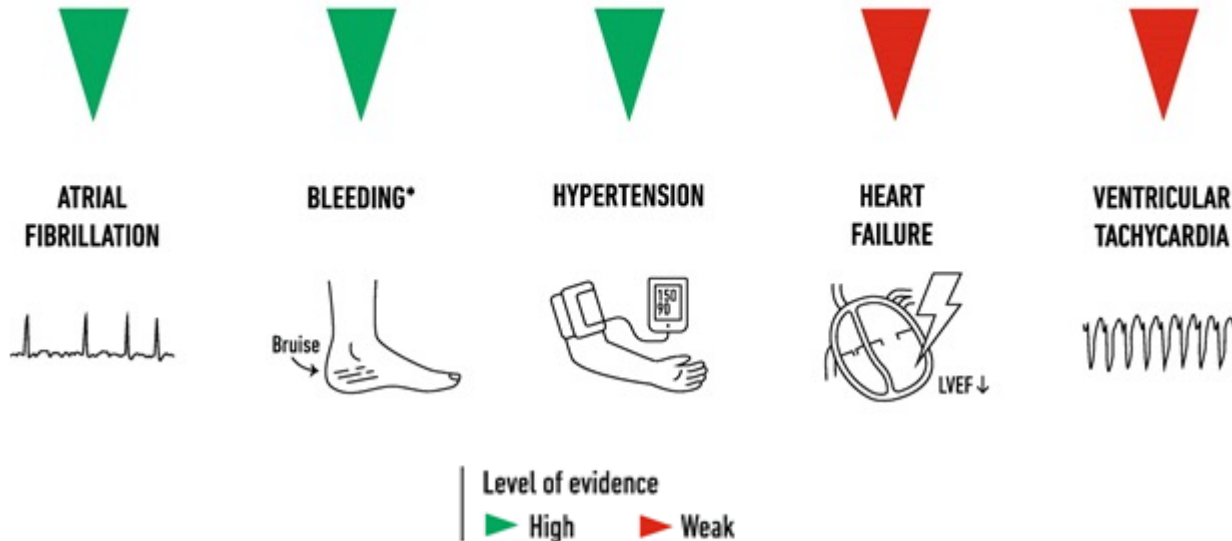 ATRIAL
FIBRILLATION
BLEEDING*
HYPERTENSION
HEART
FAILURE
VENTRICULAR
TACHYCARDIA
Bruise
150
90
LVEF ↓
Level of evidence
High
Weak